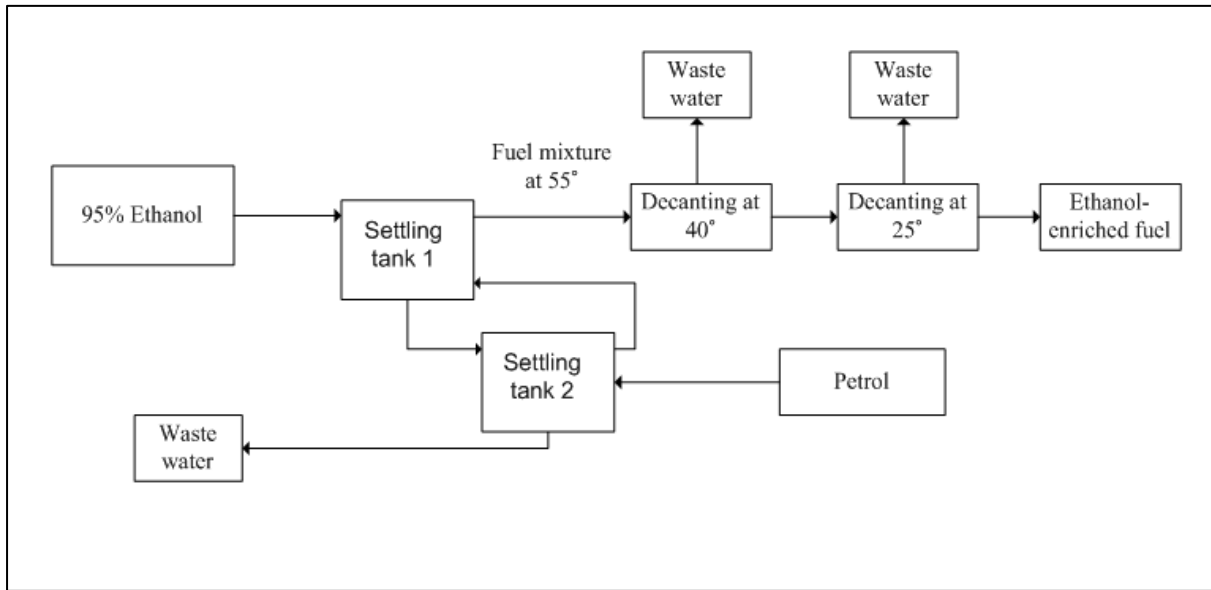 Waste
water
Waste
water
Fuel mixture
at 55°
95% Ethanol
Settling
tank 1
Decanting at
40°
Decanting at
25°
Ethanol-
enriched fuel
Settling
tank 2
Petrol
Waste
water